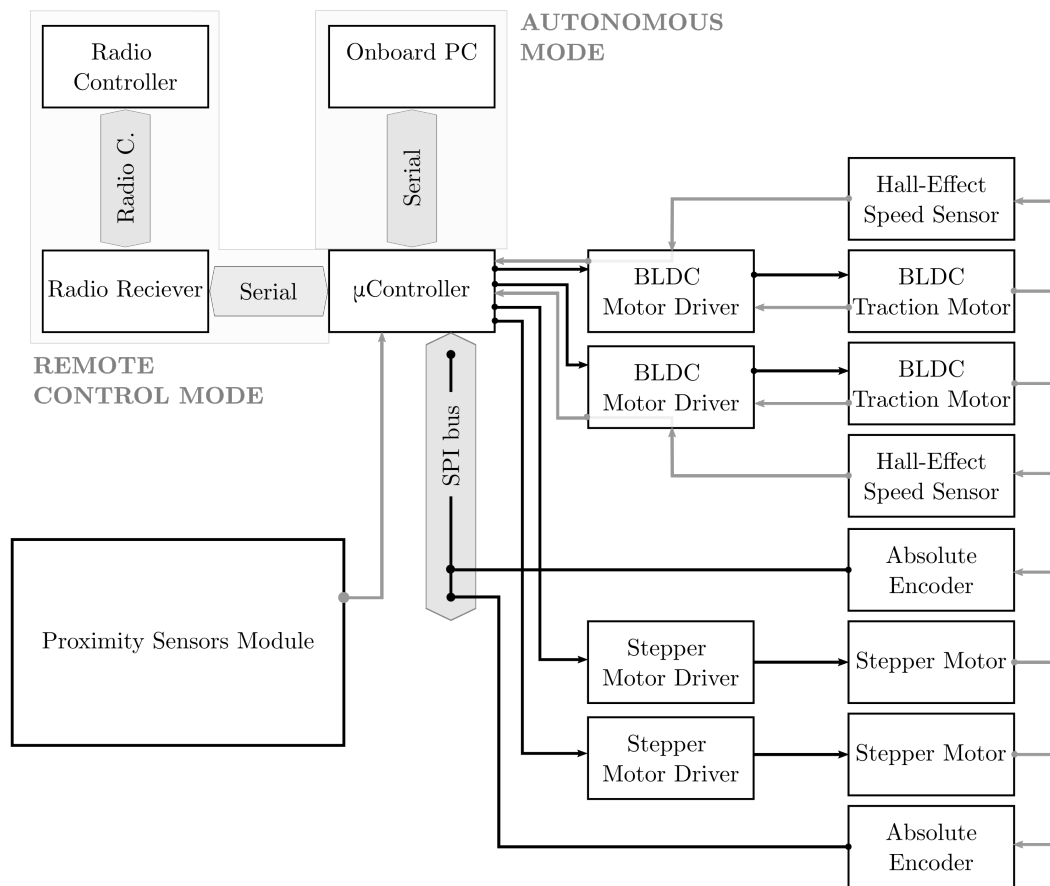 AUTONOMOUS
MODE
Radio
Controller
Onboard PC
Radio C.
Serial
Hall-Effect
Speed Sensor
Radio Reciever
Serial
µController
BLDC
Motor Driver
BLDC
Traction Motor
REMOTE
CONTROL MODE
BLDC
Motor Driver
BLDC
Traction Motor
SPI bus
Hall-Effect
Speed Sensor
Absolute
Encoder
Proximity Sensors Module
Stepper
Motor Driver
Stepper Motor
Stepper
Motor Driver
Stepper Motor
Absolute
Encoder